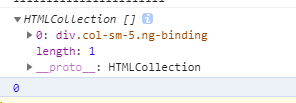 ▼ HTMLCollection []
▶ 0: div.col-sm-5.ng-binding
length: 1
▶ __proto__: HTMLCollection
0